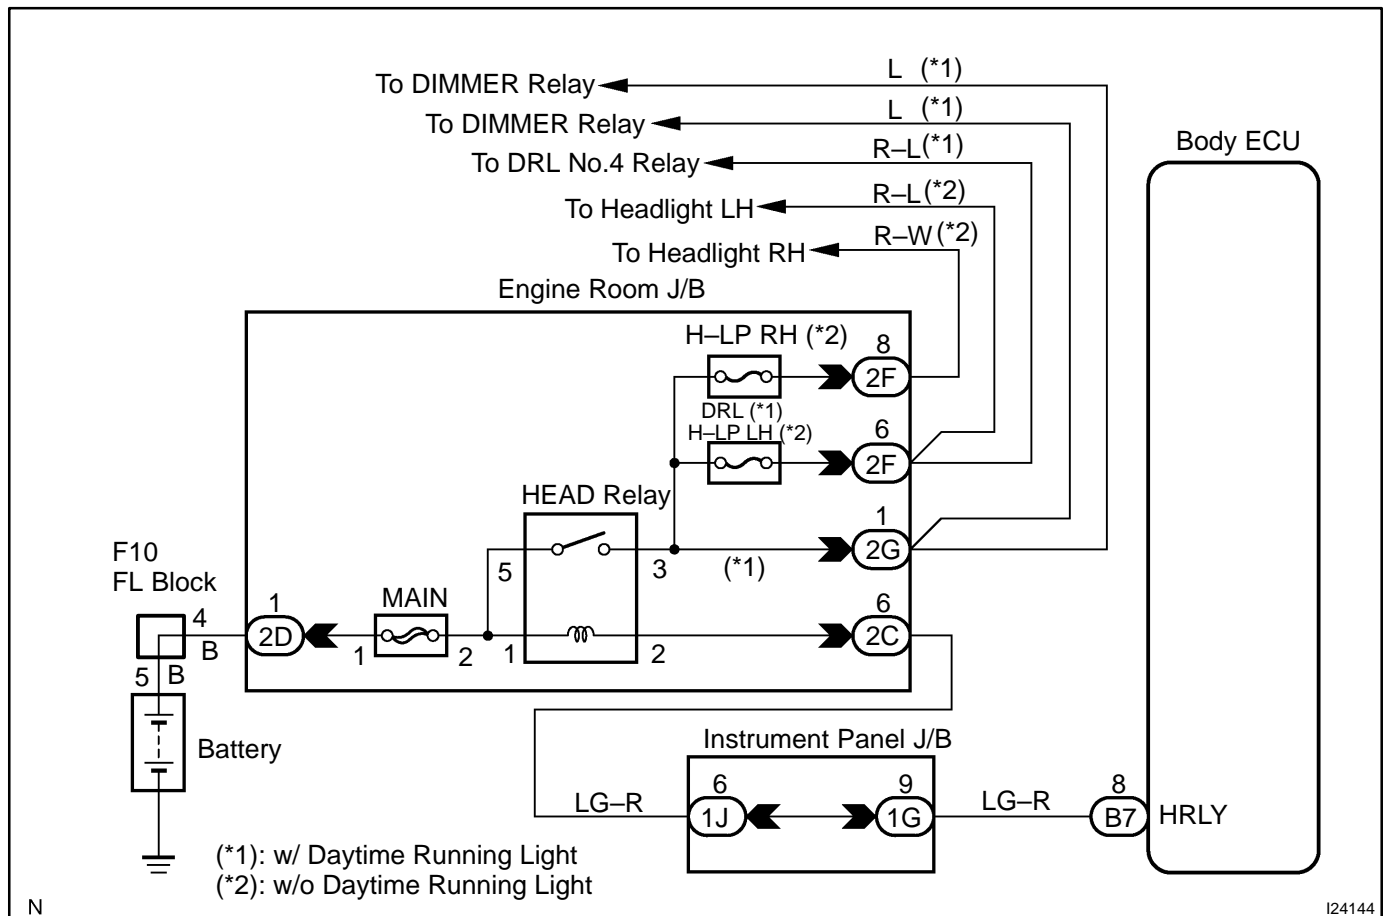 To DIMMER Relay
L (*1)
To DIMMER Relay
L (*1)
To DRL No.4 Relay
R–L(*1)
To Headlight LH
R–L(*2)
To Headlight RH
R–W(*2)
Body ECU
Engine Room J/B
H–LP RH (*2)
8
2F
DRL (*1)
H–LP LH (*2)
6
2F
HEAD Relay
5
3
(*1)
1
2G
F10
FL Block
4
B
5
B
1
2D
MAIN
1
2
1
2
6
2C
Battery
Instrument Panel J/B
LG–R
6
1J
9
1G
LG–R
8
B7
HRLY
(*1): w/ Daytime Running Light
(*2): w/o Daytime Running Light
N
I24144